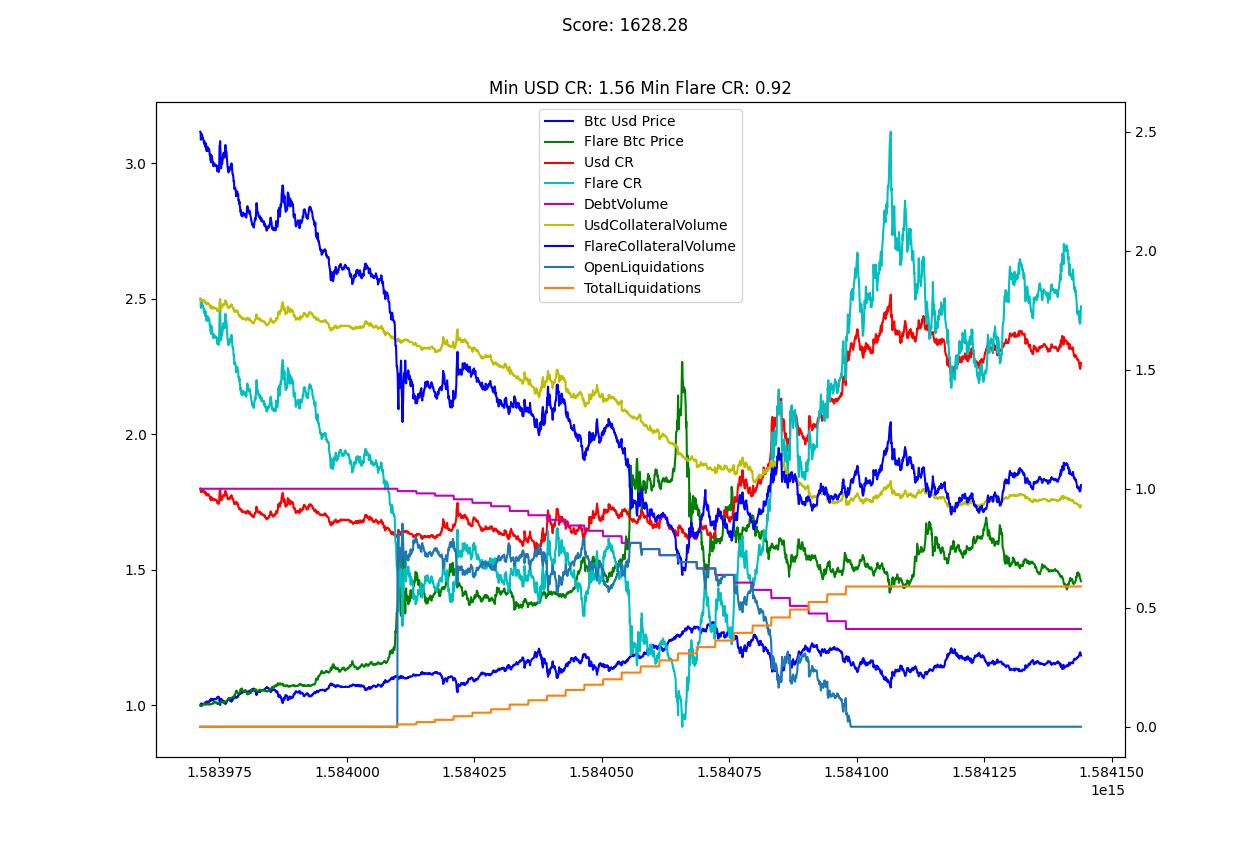 Score: 1628.28
Min USD CR: 1.56 Min Flare CR: 0.92
Btc Usd Price
Flare Btc Price
Usd CR
Flare CR
DebtVolume
UsdCollateralVolume
FlareCollateralVolume
OpenLiquidations
TotalLiquidations
3.0
2.5
2.0
1.5
1.0
2.5
2.0
1.5
1.0
0.5
0.0
1.583975 1.584000 1.584025 1.584050 1.584075 1.584100 1.584125 1.584150
1e15